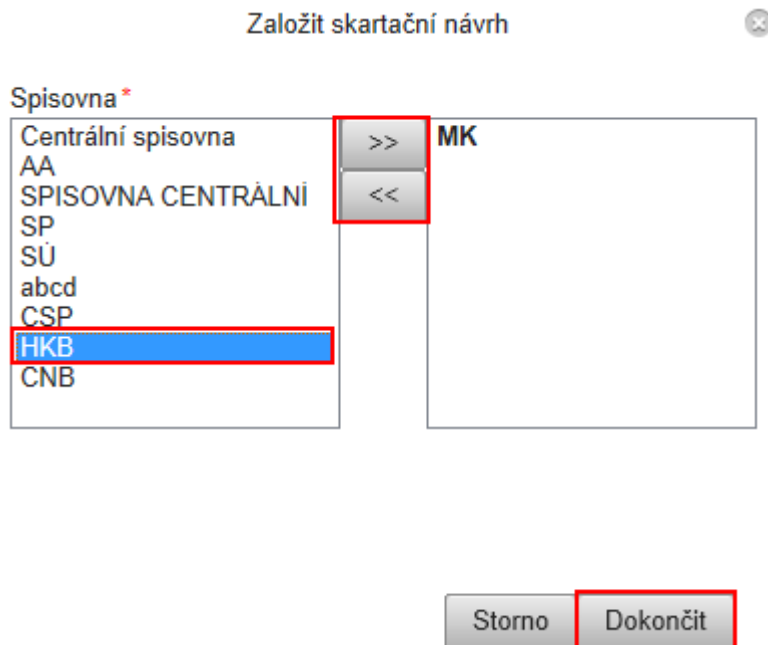 Založit skartační návrh
Spisovna*
Centrální spisovna
AA
SPISOVNA CENTRÁLNÍ
SP
SÚ
abcd
CSP
HKB
CNB
>>
<<
MK
Storno
Dokončit